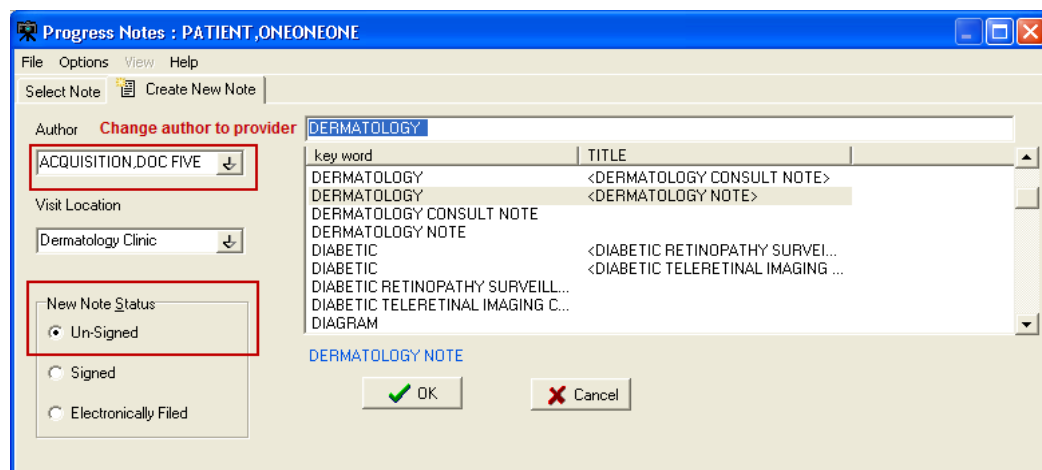 Progress Notes : PATIENT,ONEONEONE
File Options View Help
Select Note Create New Note
Author Change author to provider DERMATOLOGY
ACQUISITION,DOC FIVE
key word TITLE
DERMATOLOGY <DERMATOLOGY CONSULT NOTE>
DERMATOLOGY <DERMATOLOGY NOTE>
DERMATOLOGY CONSULT NOTE
DERMATOLOGY NOTE
DIABETIC <DIABETIC RETINOPATHY SURVEI...
DIABETIC <DIABETIC TELERETINAL IMAGING ...
DIABETIC RETINOPATHY SURVEILL...
DIABETIC TELERETINAL IMAGING C...
DIAGRAM
Visit Location
Dermatology Clinic
New Note Status
Un-Signed
Signed
Electronically Filed
DERMATOLOGY NOTE
OK Cancel